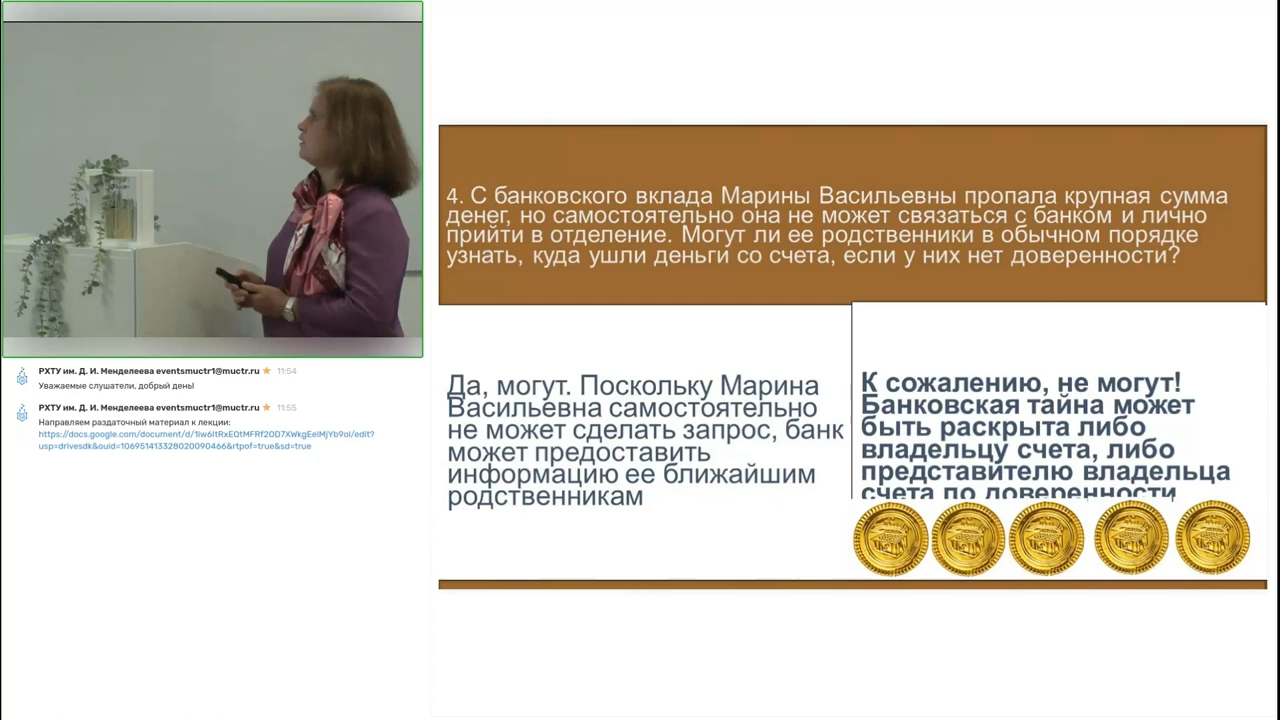 РХТУ им. Д. И. Менделеева eventsmuctr1@muctr.ru 11:54
Уважаемые слушатели, добрый день!
РХТУ им. Д. И. Менделеева eventsmuctr1@muctr.ru 11:55
Направляем раздаточный материал к лекции:
4. С банковского вклада Марины Васильевны пропала крупная сумма
денег, но самостоятельно она не может связаться с банком и лично
прийти в отделение. Могут ли ее родственники в обычном порядке
узнать, куда ушли деньги со счета, если у них нет доверенности?
Да, могут. Поскольку Марина
Васильевна самостоятельно
не может сделать запрос, банк
может предоставить
информацию ее ближайшим
родственникам
К сожалению, не могут!
Банковская тайна может
быть раскрыта либо
владельцу счета, либо
представителю владельца
счета по доверенности